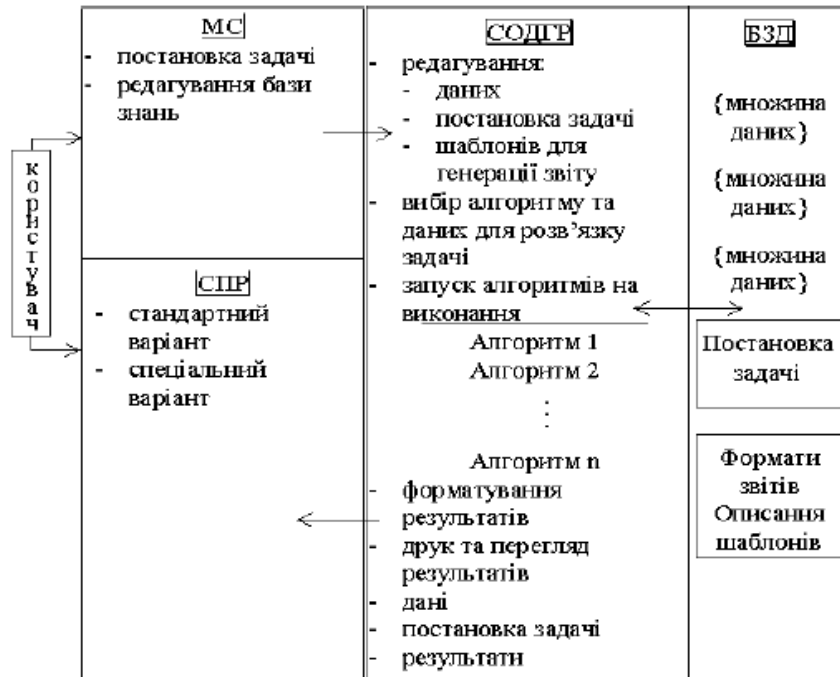 користувач
МС
- постановка задачі
- редагування бази
знань
СПР
- стандартний
варіант
- спеціальний
варіант
СОДГР
- редагування:
- даних
- постановка задачі
- шаблонів для
генерації звіту
- вибір алгоритму та
даних для розв’язку
задачі
- запуск алгоритмів на
виконання
Алгоритм 1
Алгоритм 2
⋮
Алгоритм n
- форматування
результатів
- друк та перегляд
результатів
- дані
- постановка задачі
- результати
БЗД
{множина
даних}
{множина
даних}
{множина
даних}
Постановка
задачі
Формати
звітів
Описання
шаблонів